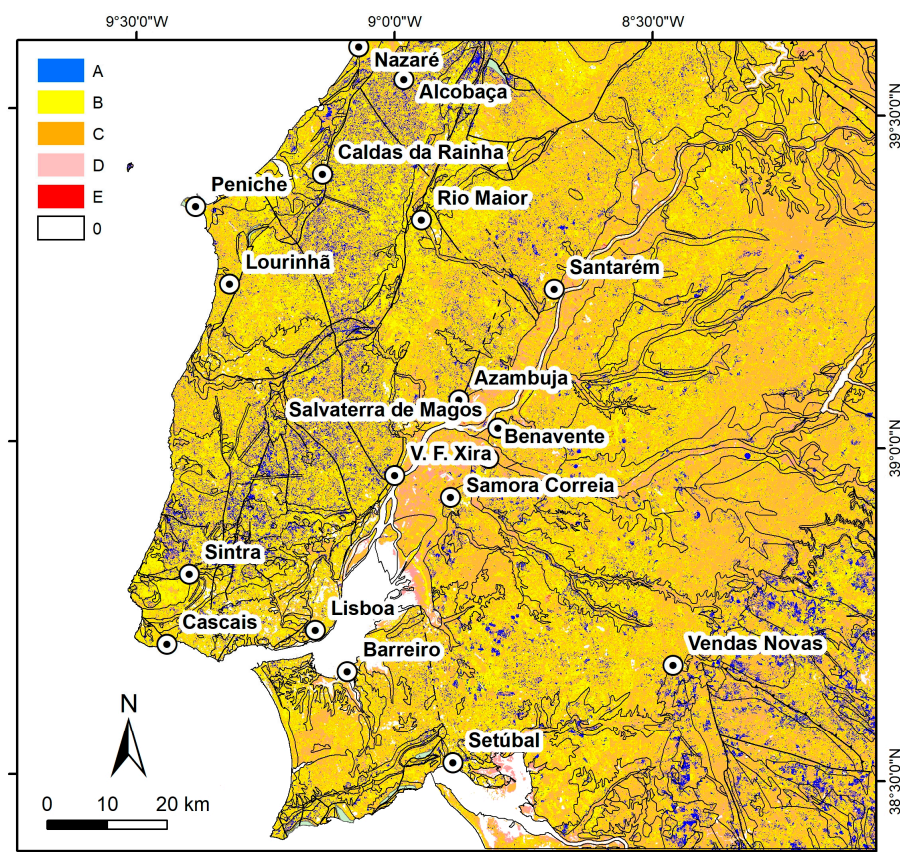 9°30'0"W
9°0'0"W
8°30'0"W
A
B
C
D
E
0
Nazaré
Alcobaça
39°30'0"N
Caldas da Rainha
Peniche
Rio Maior
Lourinhã
Santarém
Azambuja
Salvaterra de Magos
Benavente
39°0'0"N
V. F. Xira
Samora Correia
Sintra
Lisboa
Cascais
Barreiro
Vendas Novas
N
Setúbal
38°30'0"N
0 10 20 km